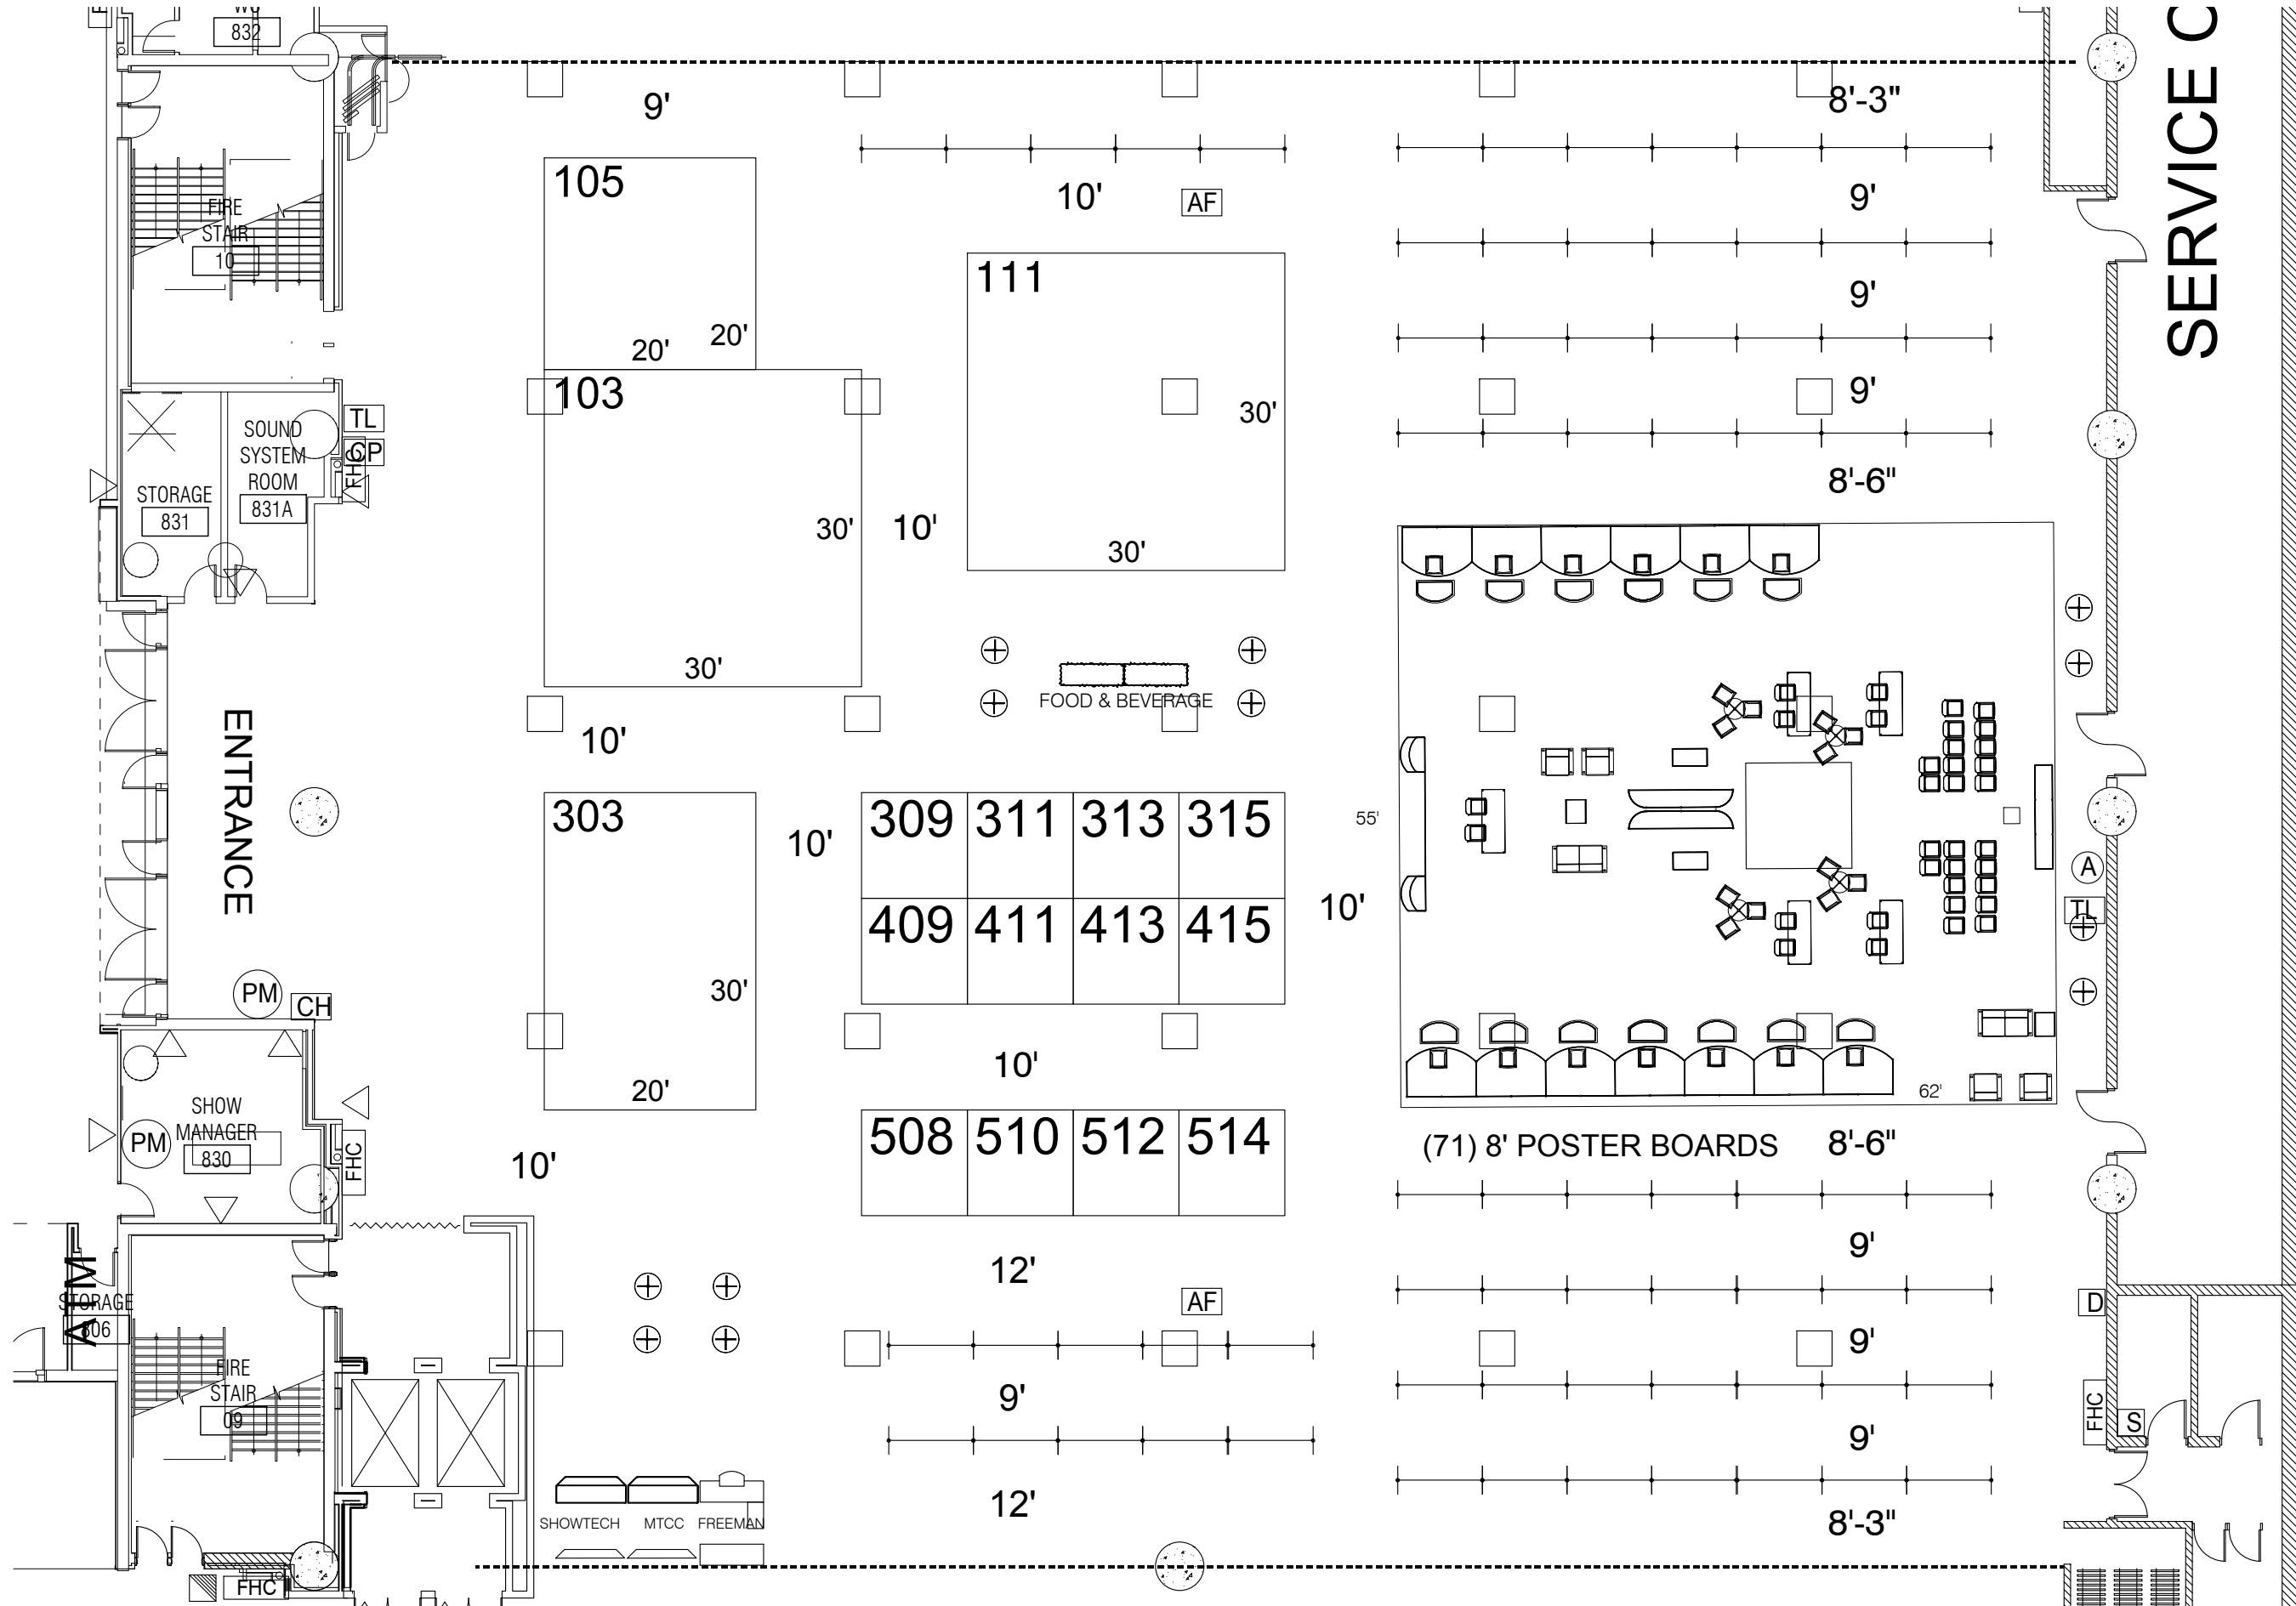 832
SERVICE C
9'
8'-3"
105
10'
AF
9'
FIRE
STAIR
10
111
9'
20'
20'
103
30'
9'
TL
CP
FHC
SOUND
SYSTEM
ROOM
831A
STORAGE
831
8'-6"
30'
10'
30'
30'
FOOD & BEVERAGE
ENTRANCE
10'
303
10'
309
311
313
315
55'
409
411
413
415
10'
A
TL
30'
PM
CH
10'
20'
62'
SHOW
MANAGER
830
PM
FHC
508
510
512
514
(71) 8' POSTER BOARDS
8'-6"
10'
9'
12'
AF
D
ATM
STORAGE
806
9'
FIRE
STAIR
09
9'
FHC
S
9'
12'
8'-3"
SHOWTECH
MTCC
FREEMAN
FHC